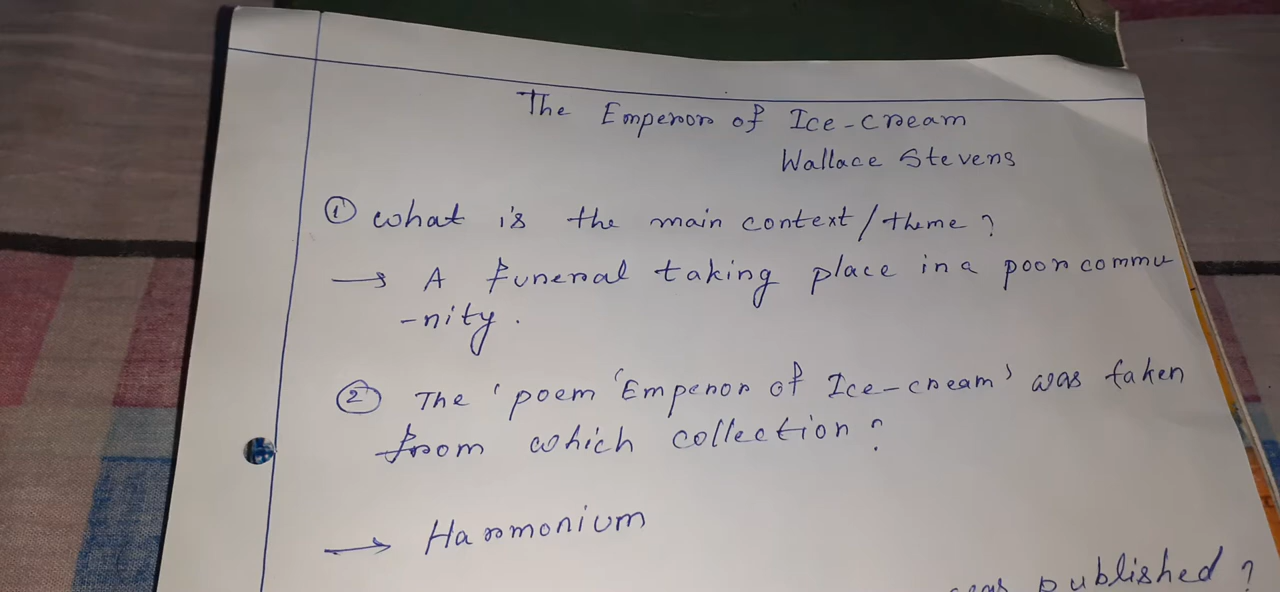 The Emperor of Ice-cream
Wallace Stevens
① What is the main context/theme?
→ A funeral taking place in a poor commu
-nity.
② The 'poem 'Emperor of Ice-cream' was taken
from which collection?
→ Harmonium
was published?